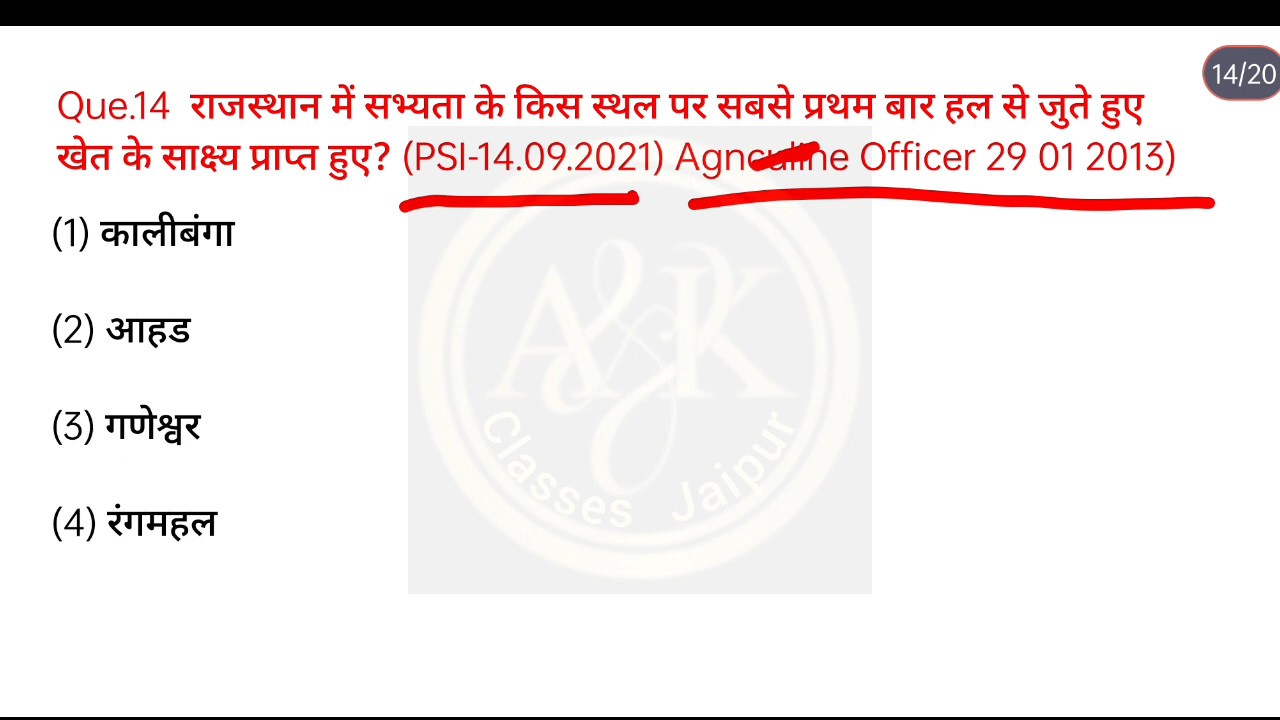 14/20
Que.14 राजस्थान में सभ्यता के किस स्थल पर सबसे प्रथम बार हल से जुते हुए
खेत के साक्ष्य प्राप्त हुए? (PSI-14.09.2021) Agnculine Officer 29 01 2013)
(1) कालीबंगा
(2) आहड
(3) गणेश्वर
(4) रंगमहल
A&K
Classes Jaipur